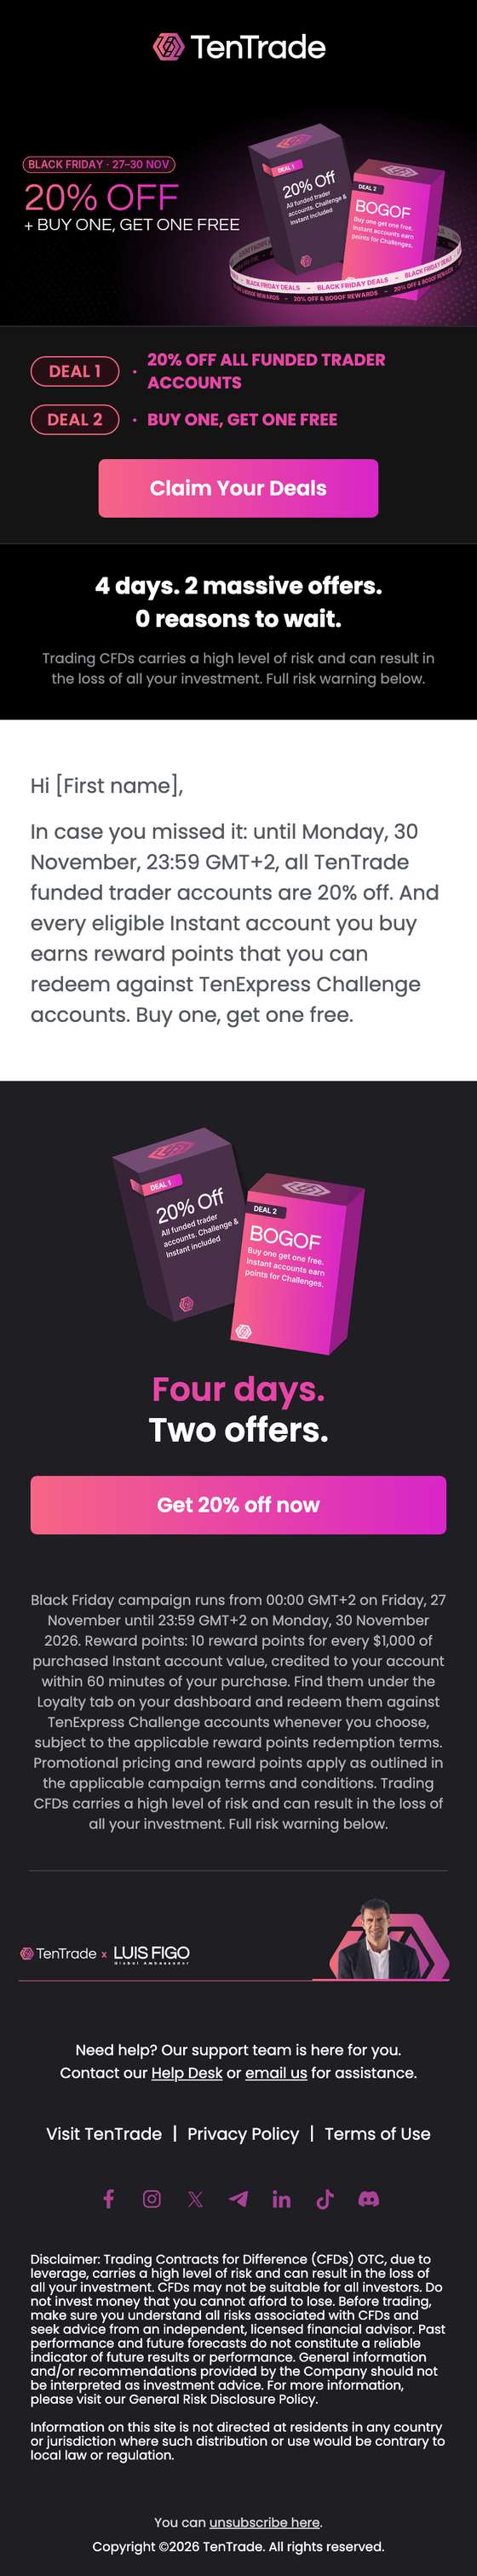 TenTrade
BLACK FRIDAY · 27–30 NOV
20% OFF
+ BUY ONE, GET ONE FREE
DEAL 1
20% Off
All funded trader
accounts. Challenge &
Instant included
DEAL 2
BOGOF
Buy one get one free.
Instant accounts earn
points for Challenges.
BLACK FRIDAY DEALS – BLACK FRIDAY DEALS – BLACK FRIDAY DEALS
20% OFF & BOGOF REWARDS – 20% OFF & BOGOF REWARDS
DEAL 1 · 20% OFF ALL FUNDED TRADER
ACCOUNTS
DEAL 2 · BUY ONE, GET ONE FREE
Claim Your Deals
4 days. 2 massive offers.
0 reasons to wait.
Trading CFDs carries a high level of risk and can result in
the loss of all your investment. Full risk warning below.
Hi [First name],
In case you missed it: until Monday, 30
November, 23:59 GMT+2, all TenTrade
funded trader accounts are 20% off. And
every eligible Instant account you buy
earns reward points that you can
redeem against TenExpress Challenge
accounts. Buy one, get one free.
DEAL 1
20% Off
All funded trader
accounts. Challenge &
Instant included
DEAL 2
BOGOF
Buy one get one free.
Instant accounts earn
points for Challenges.
Four days.
Two offers.
Get 20% off now
Black Friday campaign runs from 00:00 GMT+2 on Friday, 27
November until 23:59 GMT+2 on Monday, 30 November
2026. Reward points: 10 reward points for every $1,000 of
purchased Instant account value, credited to your account
within 60 minutes of your purchase. Find them under the
Loyalty tab on your dashboard and redeem them against
TenExpress Challenge accounts whenever you choose,
subject to the applicable reward points redemption terms.
Promotional pricing and reward points apply as outlined in
the applicable campaign terms and conditions. Trading
CFDs carries a high level of risk and can result in the loss of
all your investment. Full risk warning below.
TenTrade x LUIS FIGO
Global Ambassador
Need help? Our support team is here for you.
Contact our Help Desk or email us for assistance.
Visit TenTrade | Privacy Policy | Terms of Use
Disclaimer: Trading Contracts for Difference (CFDs) OTC, due to
leverage, carries a high level of risk and can result in the loss of
all your investment. CFDs may not be suitable for all investors. Do
not invest money that you cannot afford to lose. Before trading,
make sure you understand all risks associated with CFDs and
seek advice from an independent, licensed financial advisor. Past
performance and future forecasts do not constitute a reliable
indicator of future results or performance. General information
and/or recommendations provided by the Company should not
be interpreted as investment advice. For more information,
please visit our General Risk Disclosure Policy.
Information on this site is not directed at residents in any country
or jurisdiction where such distribution or use would be contrary to
local law or regulation.
You can unsubscribe here.
Copyright ©2026 TenTrade. All rights reserved.